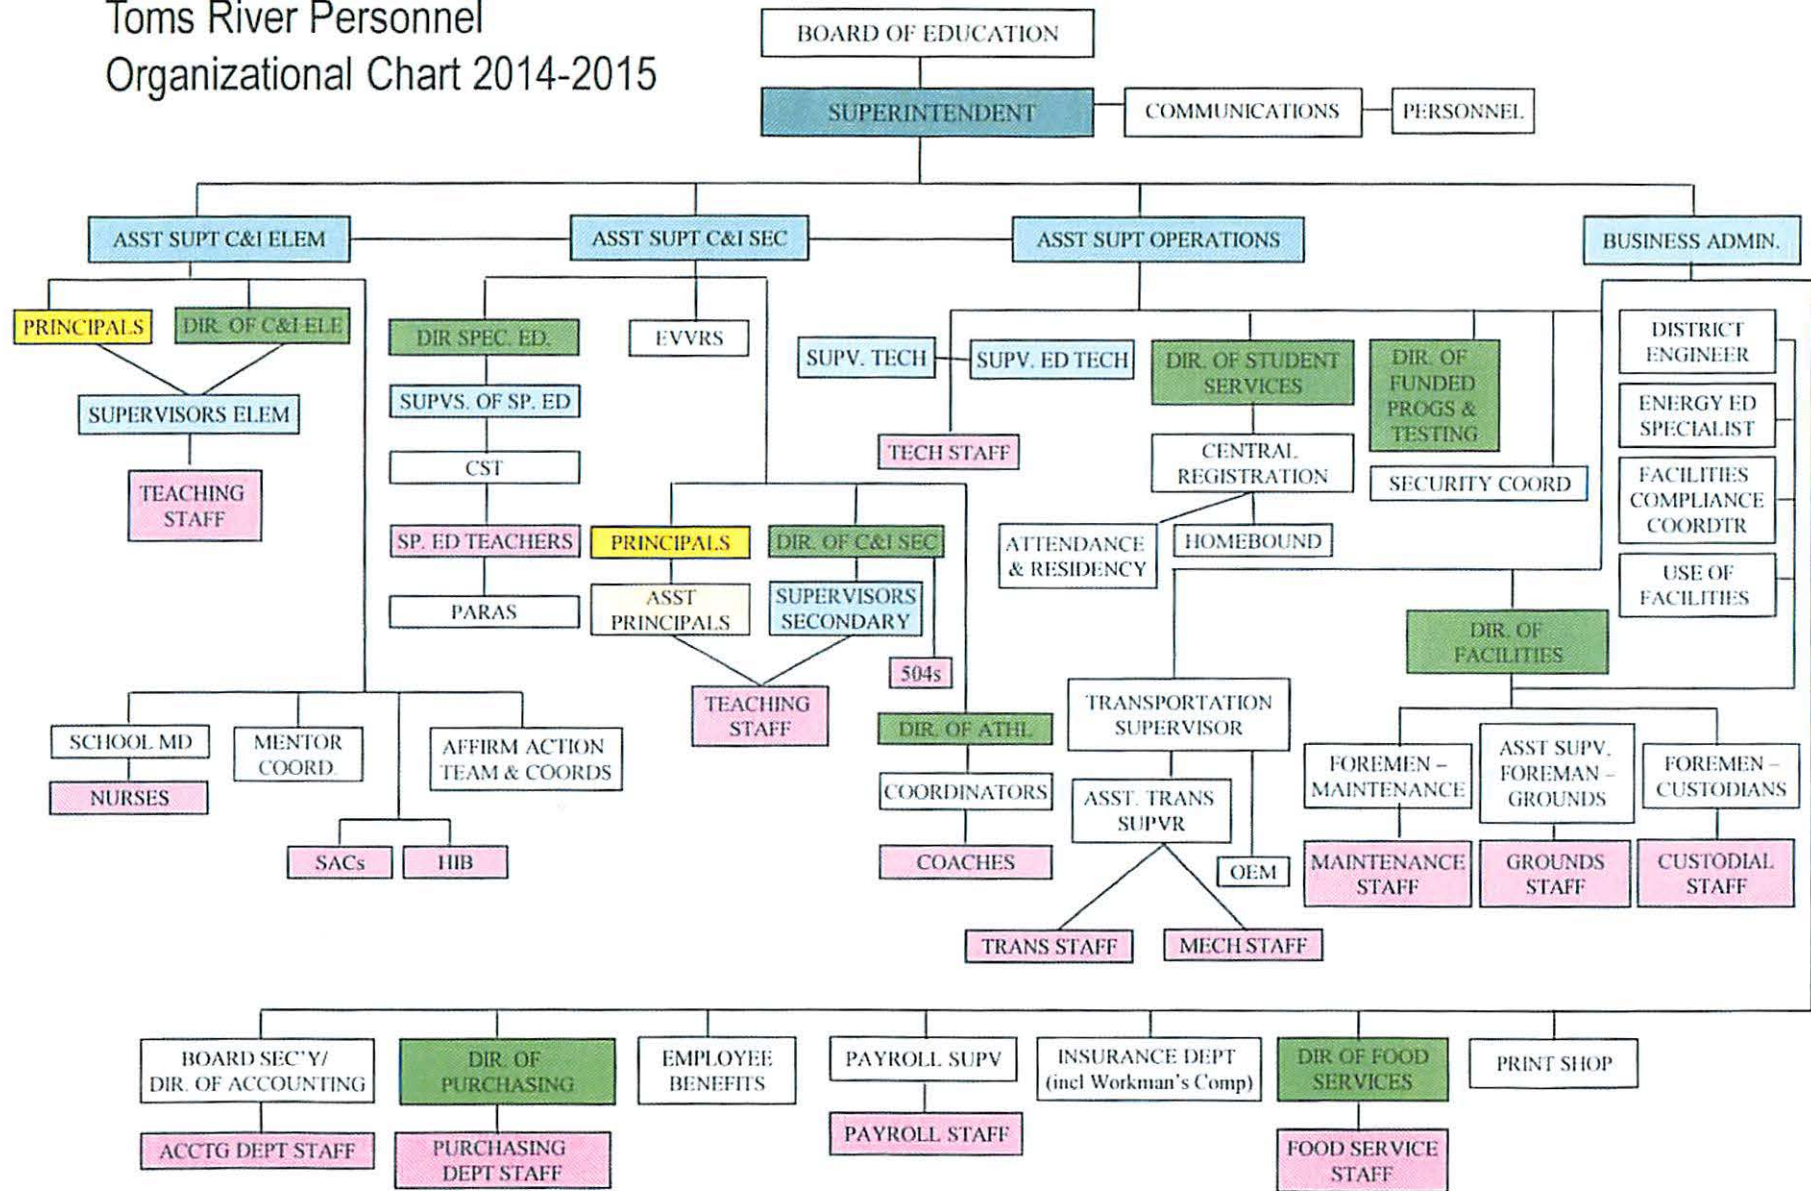 Toms River Personnel
Organizational Chart 2014-2015
BOARD OF EDUCATION
SUPERINTENDENT
COMMUNICATIONS
PERSONNEL
ASST SUPT C&I ELEM
ASST SUPT C&I SEC
ASST SUPT OPERATIONS
BUSINESS ADMIN.
PRINCIPALS
DIR. OF C&I ELE
SUPERVISORS ELEM
TEACHING
STAFF
DIR SPEC. ED.
SUPVS. OF SP. ED
CST
SP. ED TEACHERS
PARAS
EVVRS
PRINCIPALS
ASST
PRINCIPALS
DIR. OF C&I SEC
SUPERVISORS
SECONDARY
TEACHING
STAFF
504s
DIR. OF ATHL
COORDINATORS
COACHES
SUPV. TECH
SUPV. ED TECH
TECH STAFF
DIR. OF STUDENT
SERVICES
CENTRAL
REGISTRATION
ATTENDANCE
& RESIDENCY
HOMEBOUND
DIR. OF
FUNDED
PROGS &
TESTING
SECURITY COORD
DISTRICT
ENGINEER
ENERGY ED
SPECIALIST
FACILITIES
COMPLIANCE
COORDTR
USE OF
FACILITIES
DIR. OF
FACILITIES
SCHOOL MD
NURSES
MENTOR
COORD.
AFFIRM ACTION
TEAM & COORDS
SACs
HIB
TRANSPORTATION
SUPERVISOR
ASST. TRANS
SUPVR
OEM
TRANS STAFF
MECH STAFF
FOREMEN –
MAINTENANCE
MAINTENANCE
STAFF
ASST SUPV.
FOREMAN –
GROUNDS
GROUNDS
STAFF
FOREMEN –
CUSTODIANS
CUSTODIAL
STAFF
BOARD SEC'Y/
DIR. OF ACCOUNTING
ACCTG DEPT STAFF
DIR. OF
PURCHASING
PURCHASING
DEPT STAFF
EMPLOYEE
BENEFITS
PAYROLL SUPV
PAYROLL STAFF
INSURANCE DEPT
(incl Workman's Comp)
DIR OF FOOD
SERVICES
FOOD SERVICE
STAFF
PRINT SHOP